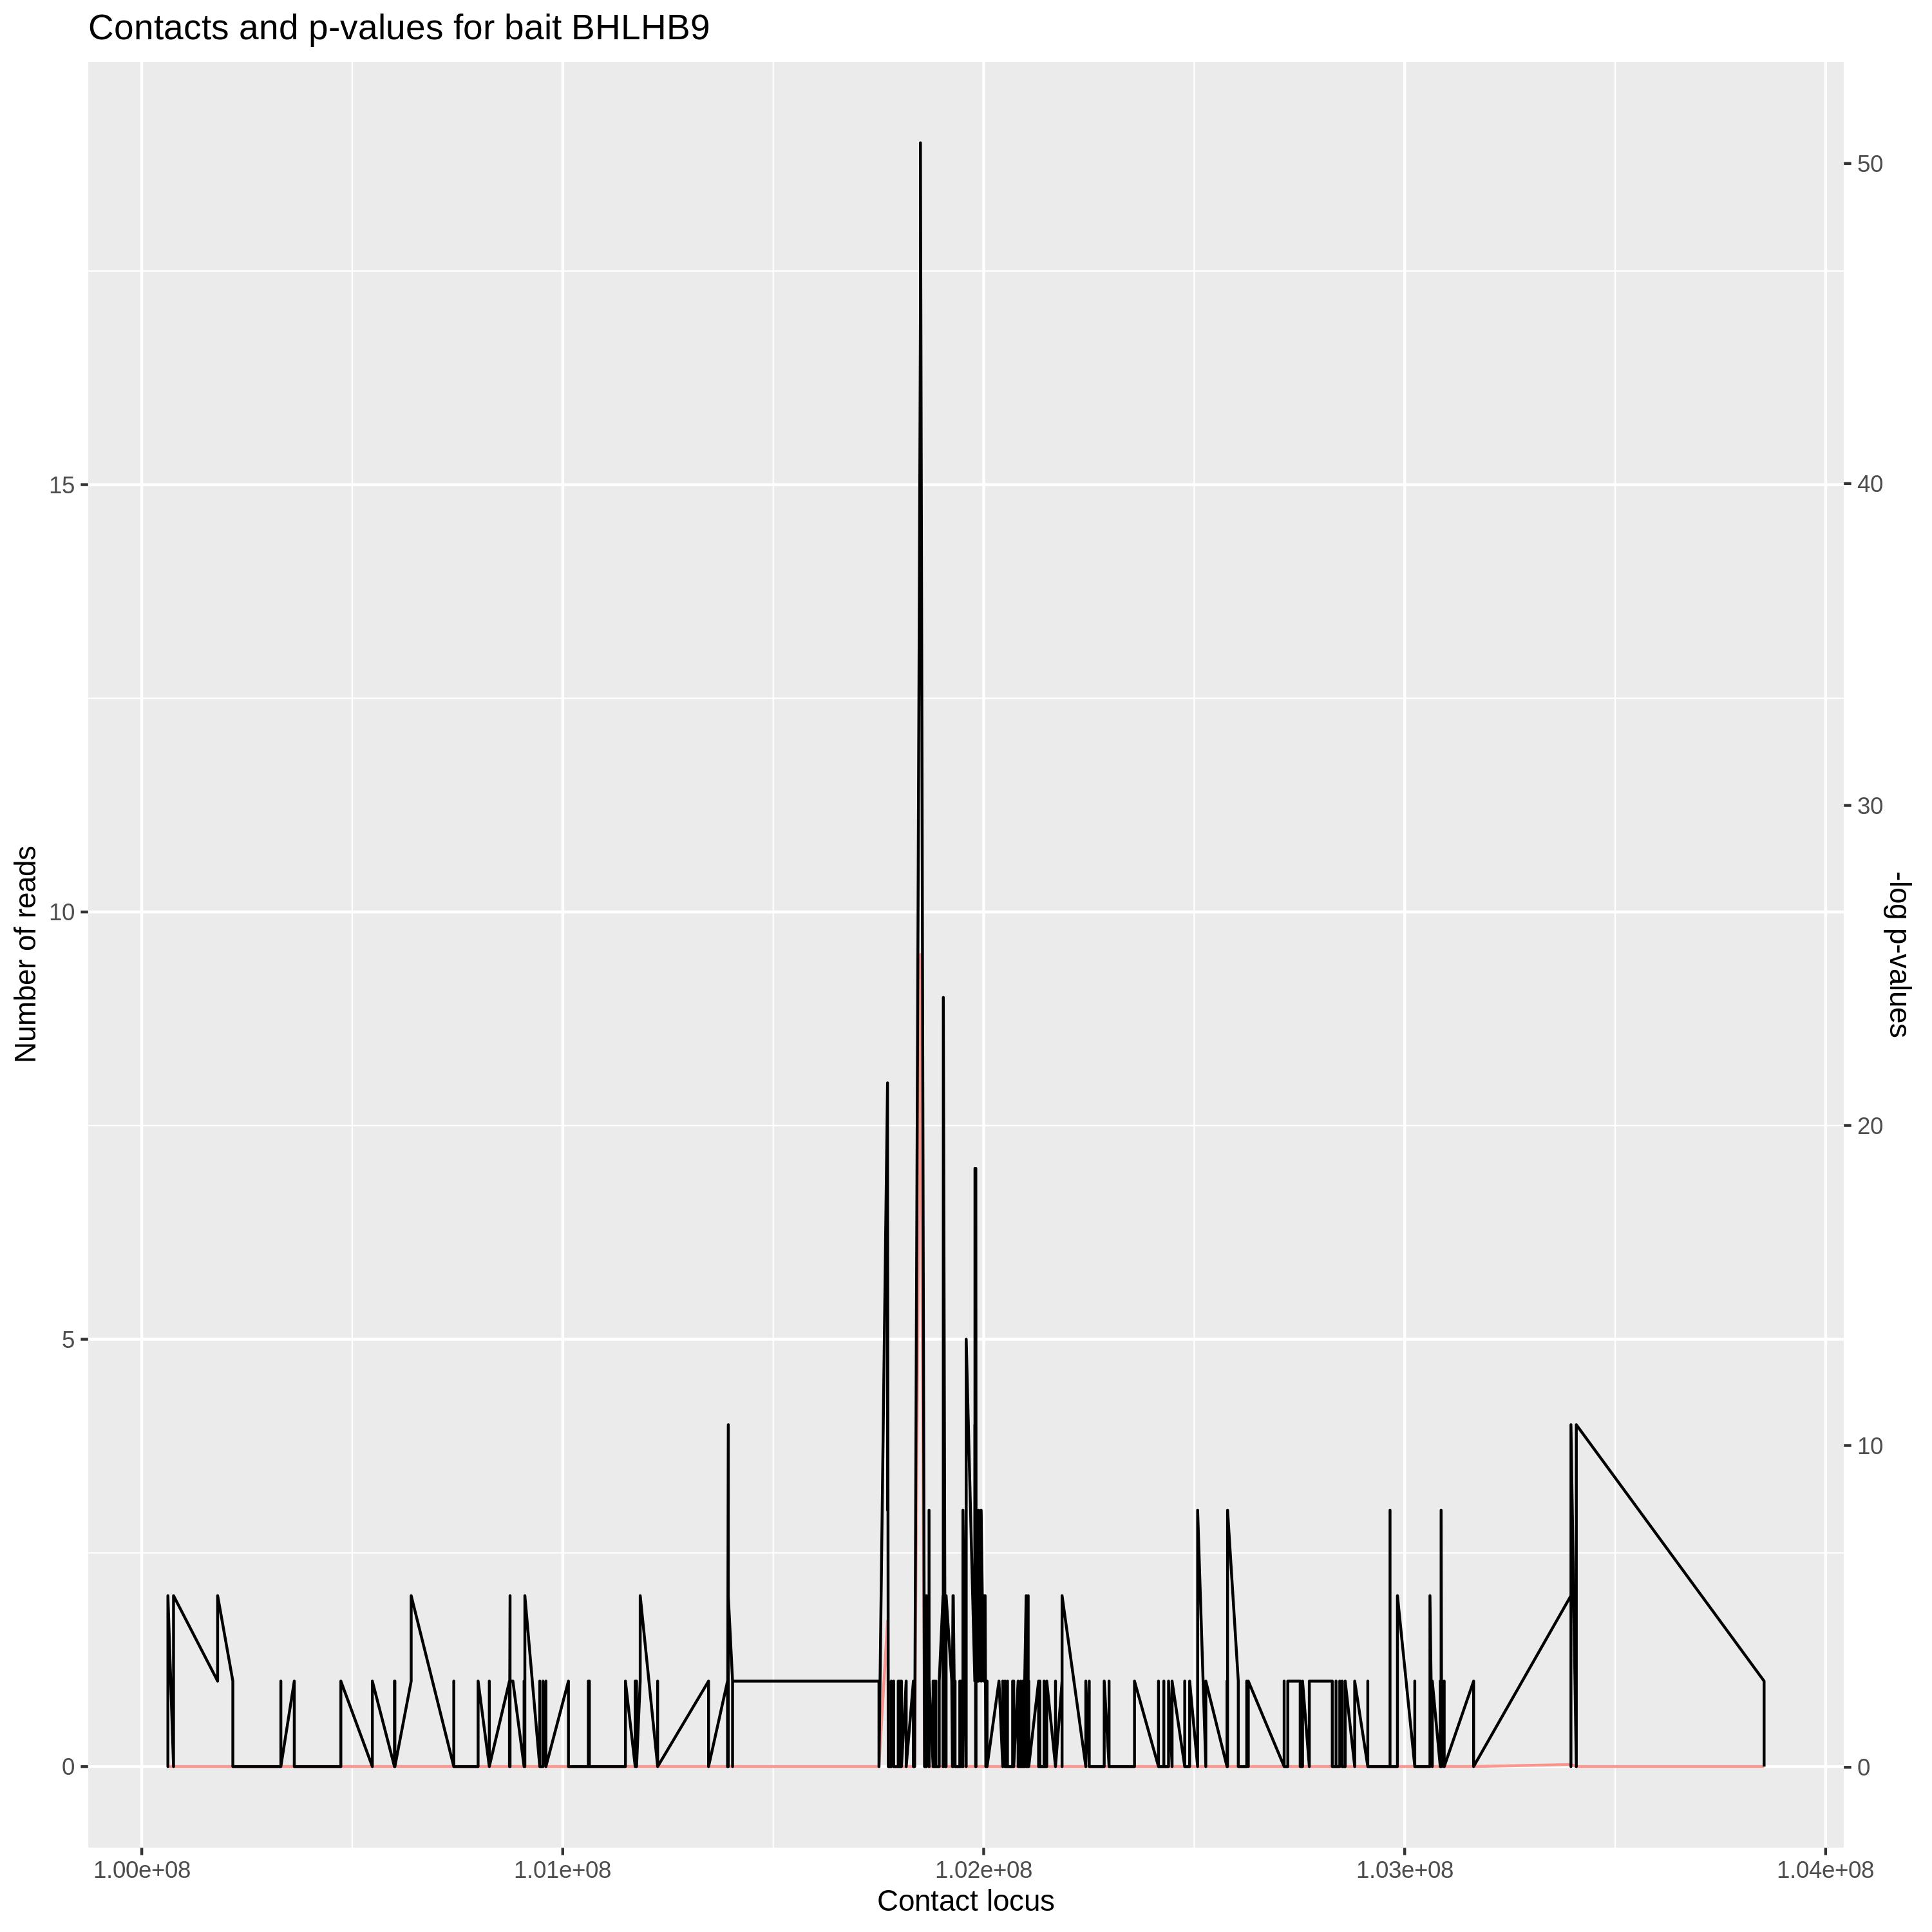 Contacts and p-values for bait BHLHB9
Number of reads
15
10
5
0
50
40
30
20
10
0
-log p-values
1.00e+08
1.01e+08
1.02e+08
1.03e+08
1.04e+08
Contact locus